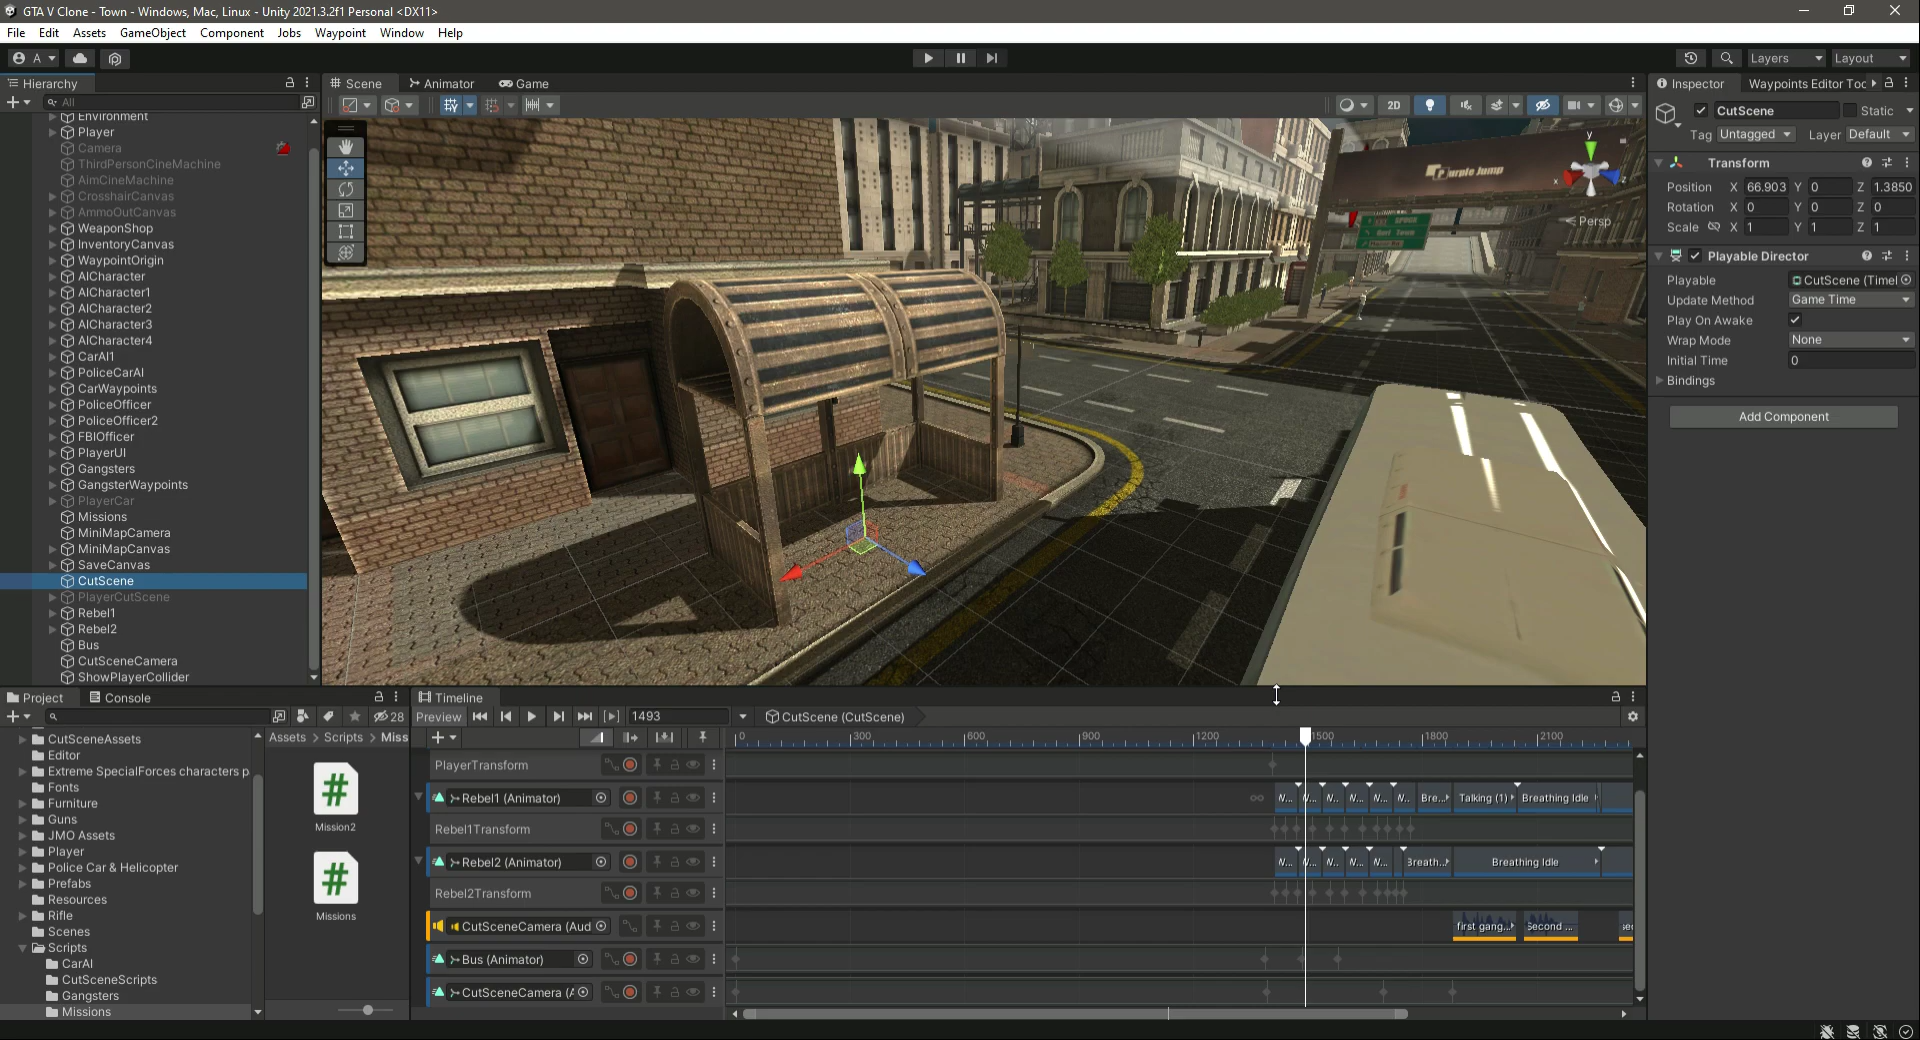 GTA V Clone - Town - Windows, Mac, Linux - Unity 2021.3.2f1 Personal <DX11>
File Edit Assets GameObject Component Jobs Waypoint Window Help
A Layers Layout
Hierarchy
All
Environment
Player
Camera
ThirdPersonCineMachine
AimCineMachine
CrosshairCanvas
AmmoOutCanvas
WeaponShop
InventoryCanvas
WaypointOrigin
AICharacter
AICharacter1
AICharacter2
AICharacter3
AICharacter4
CarAI1
PoliceCarAI
CarWaypoints
PoliceOfficer
PoliceOfficer2
FBIOfficer
PlayerUI
Gangsters
GangsterWaypoints
PlayerCar
Missions
MiniMapCamera
MiniMapCanvas
SaveCanvas
CutScene
PlayerCutScene
Rebel1
Rebel2
Bus
CutSceneCamera
ShowPlayerCollider
Scene Animator Game
2D
Purple Jump
y
x
z
Persp
Inspector Waypoints Editor Toc
CutScene Static
Tag Untagged Layer Default
Transform
Position X 66.903 Y 0 Z 1.3850
Rotation X 0 Y 0 Z 0
Scale X 1 Y 1 Z 1
Playable Director
Playable CutScene (Timel
Update Method Game Time
Play On Awake
Wrap Mode None
Initial Time 0
Bindings
Add Component
Project Console
28
CutSceneAssets
Editor
Extreme SpecialForces characters p
Fonts
Furniture
Guns
JMO Assets
Player
Police Car & Helicopter
Prefabs
Resources
Rifle
Scenes
Scripts
CarAI
CutSceneScripts
Gangsters
Missions
Assets > Scripts > Miss
Mission2
Missions
Timeline
Preview 1493 CutScene (CutScene)
0 300 600 900 1200 1500 1800 2100
PlayerTransform
Rebel1 (Animator) W... W... W.. W... W... W.. Bre... Talking (1) Breathing Idle
Rebel1Transform
Rebel2 (Animator) W... W... W.. W... W... Breath... Breathing Idle
Rebel2Transform
CutSceneCamera (Aud first gang... Second ... sec
Bus (Animator)
CutSceneCamera (A